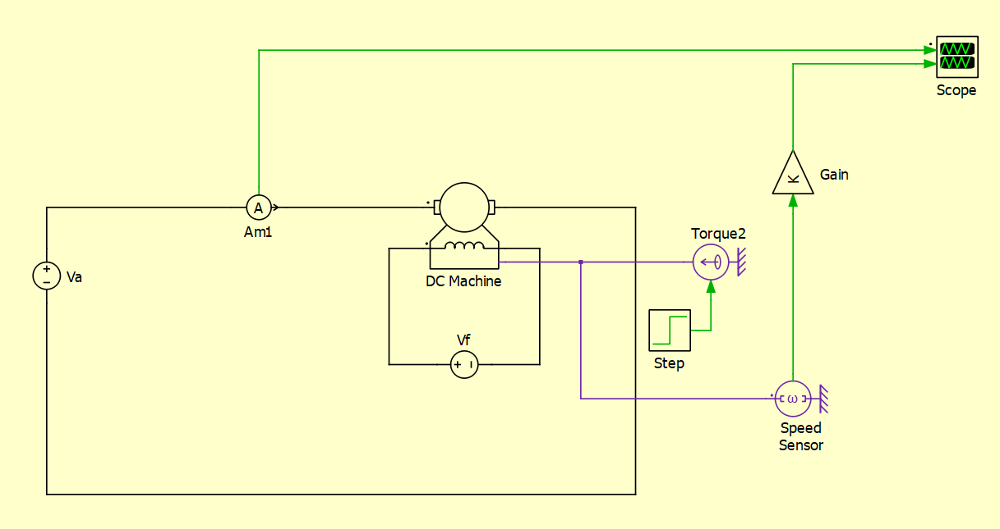 Scope
K
Gain
A
Am1
Torque2
Va
DC Machine
Vf
Step
ω
Speed
Sensor